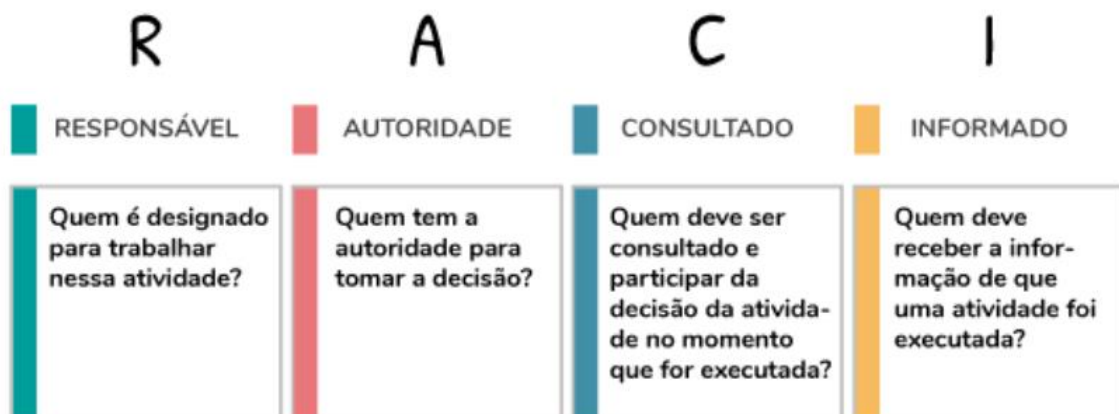 R
A
C
I
RESPONSÁVEL
AUTORIDADE
CONSULTADO
INFORMADO
Quem é designado
para trabalhar
nessa atividade?
Quem tem a
autoridade para
tomar a decisão?
Quem deve ser
consultado e
participar da
decisão da ativida-
de no momento
que for executada?
Quem deve
receber a infor-
mação de que
uma atividade foi
executada?